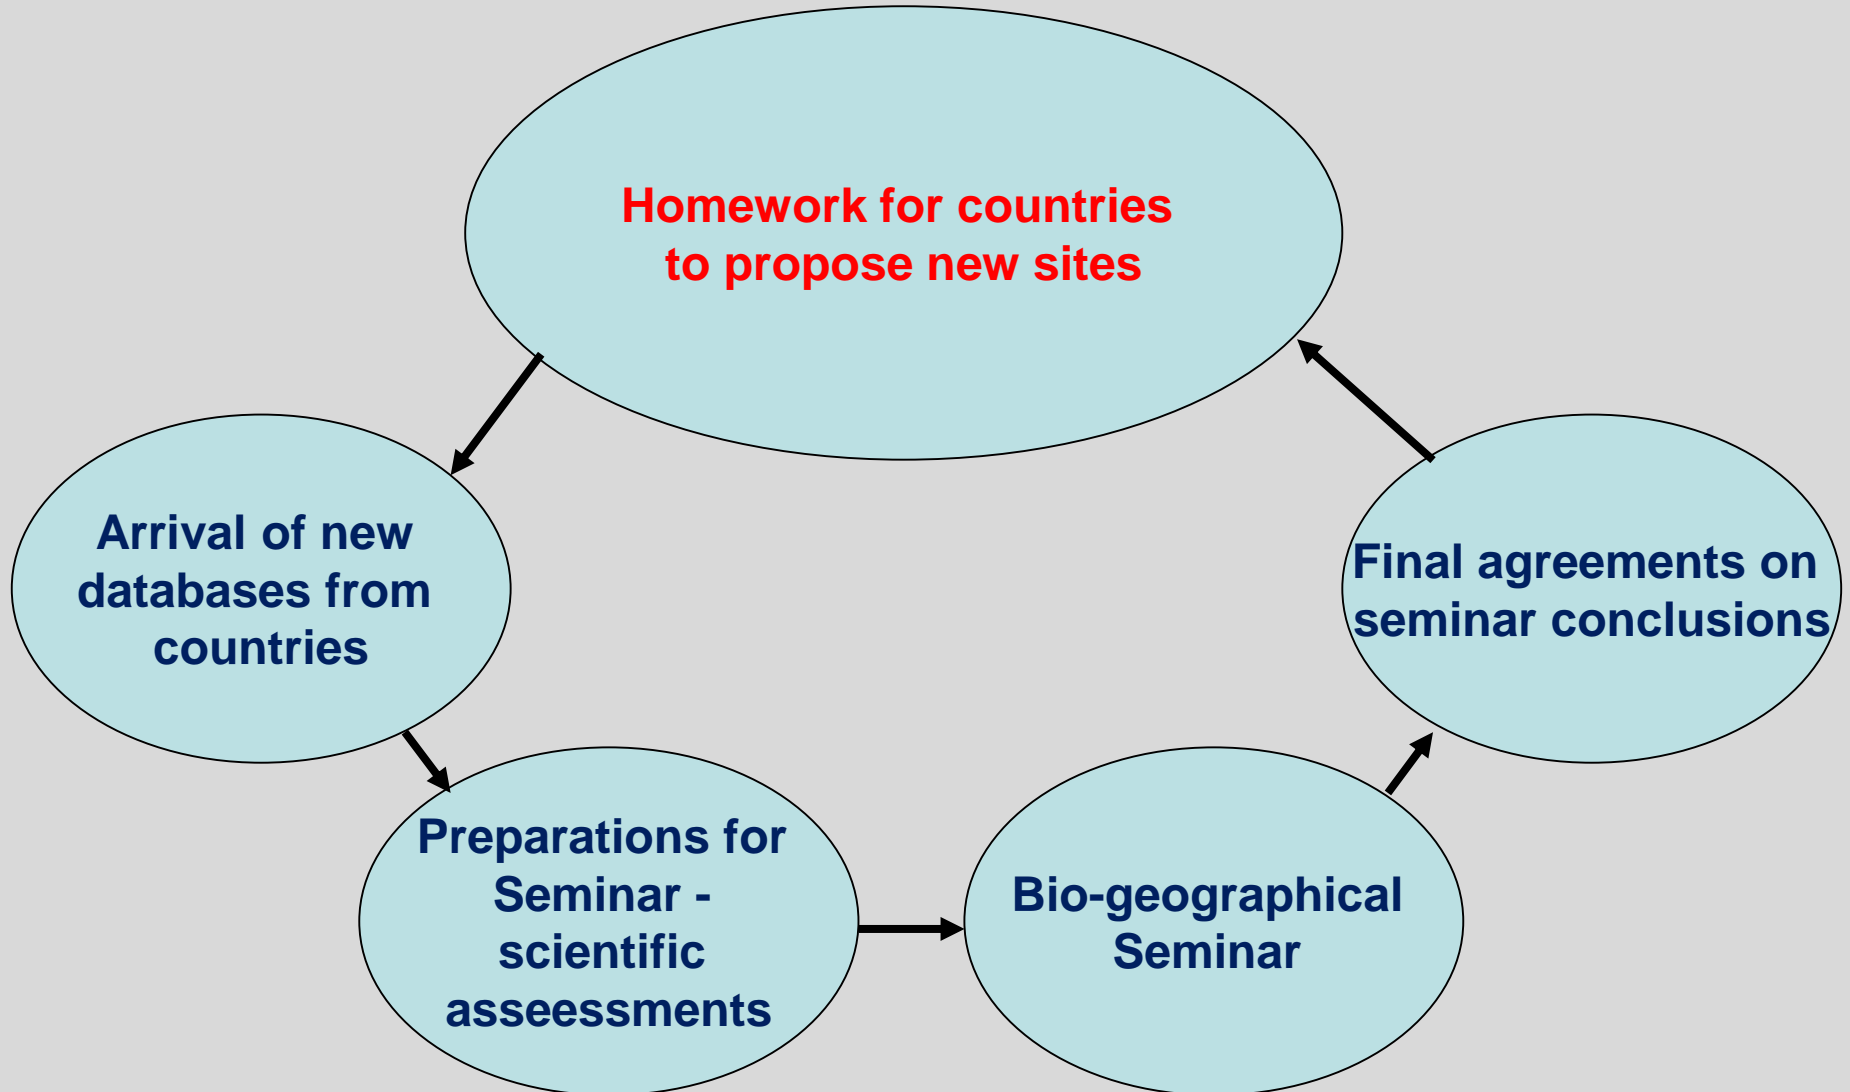 Homework for countries
to propose new sites
Arrival of new
databases from
countries
Final agreements on
seminar conclusions
Preparations for
Seminar -
scientific
asseessments
Bio-geographical
Seminar